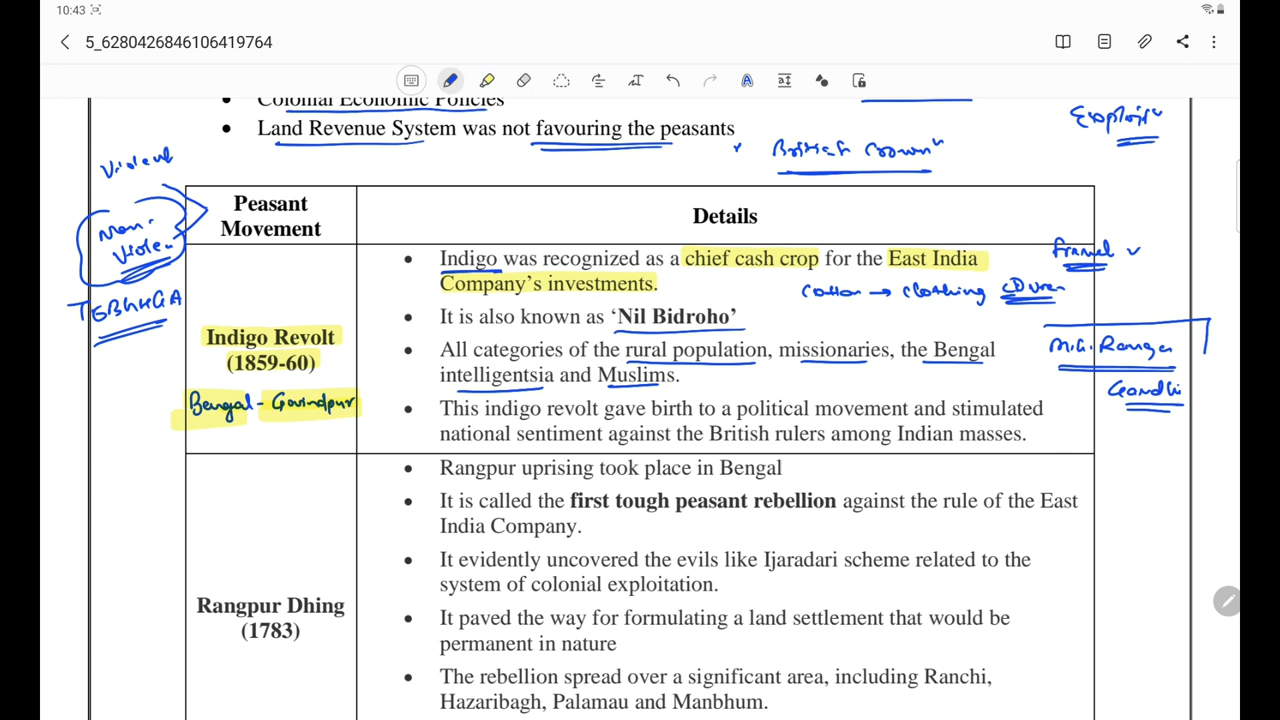 10:43
5_6280426846106419764
Colonial Economic Policies
• Land Revenue System was not favouring the peasants
British Crown
Violent
Non-
Violen
TEBHAGA
Peasant
Movement
Details
Indigo Revolt
(1859-60)
Bengal - Govindpur
• Indigo was recognized as a chief cash crop for the East India
Company's investments.
Cotton → clothing
• It is also known as ‘Nil Bidroho’
• All categories of the rural population, missionaries, the Bengal
intelligentsia and Muslims.
• This indigo revolt gave birth to a political movement and stimulated
national sentiment against the British rulers among Indian masses.
N.G. Ranga
Gandhi
Rangpur Dhing
(1783)
• Rangpur uprising took place in Bengal
• It is called the first tough peasant rebellion against the rule of the East
India Company.
• It evidently uncovered the evils like Ijaradari scheme related to the
system of colonial exploitation.
• It paved the way for formulating a land settlement that would be
permanent in nature
• The rebellion spread over a significant area, including Ranchi,
Hazaribagh, Palamau and Manbhum.